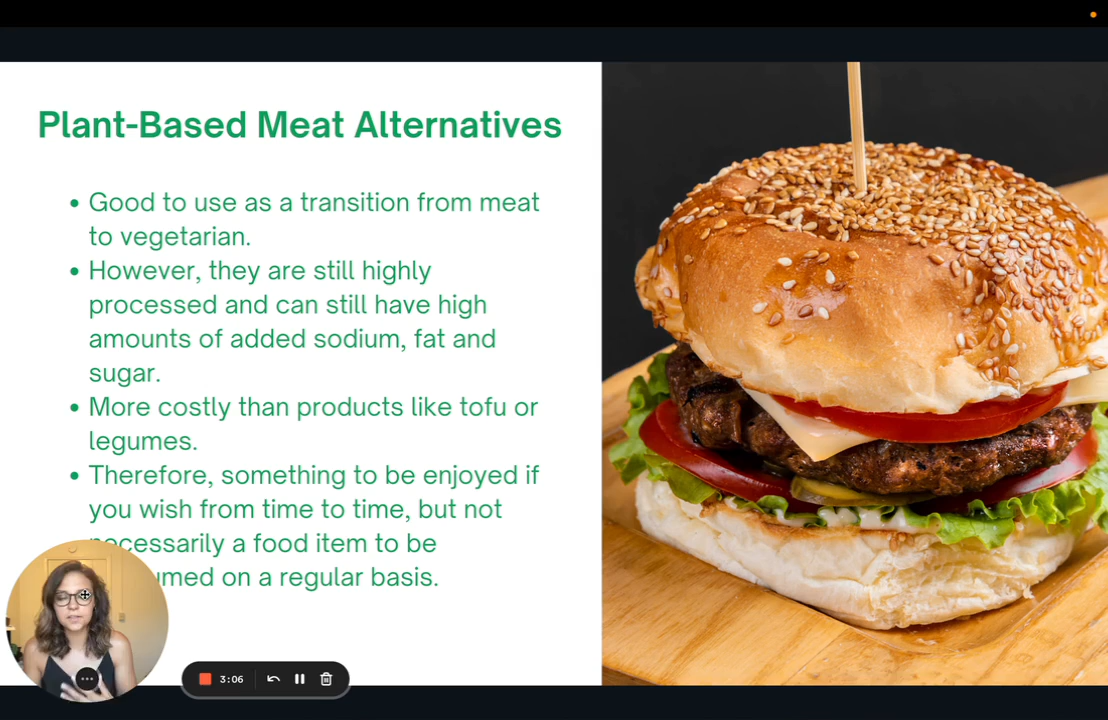 Plant-Based Meat Alternatives
• Good to use as a transition from meat
to vegetarian.
• However, they are still highly
processed and can still have high
amounts of added sodium, fat and
sugar.
• More costly than products like tofu or
legumes.
• Therefore, something to be enjoyed if
you wish from time to time, but not
necessarily a food item to be
umed on a regular basis.
3:06